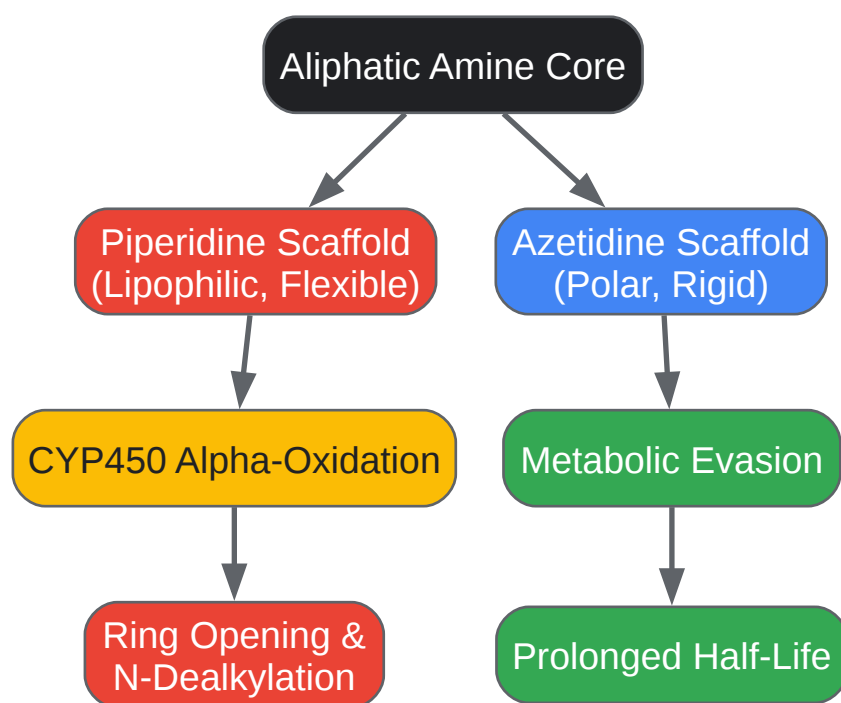 Aliphatic Amine Core
Piperidine Scaffold
(Lipophilic, Flexible)
Azetidine Scaffold
(Polar, Rigid)
CYP450 Alpha-Oxidation
Metabolic Evasion
Ring Opening &
N-Dealkylation
Prolonged Half-Life